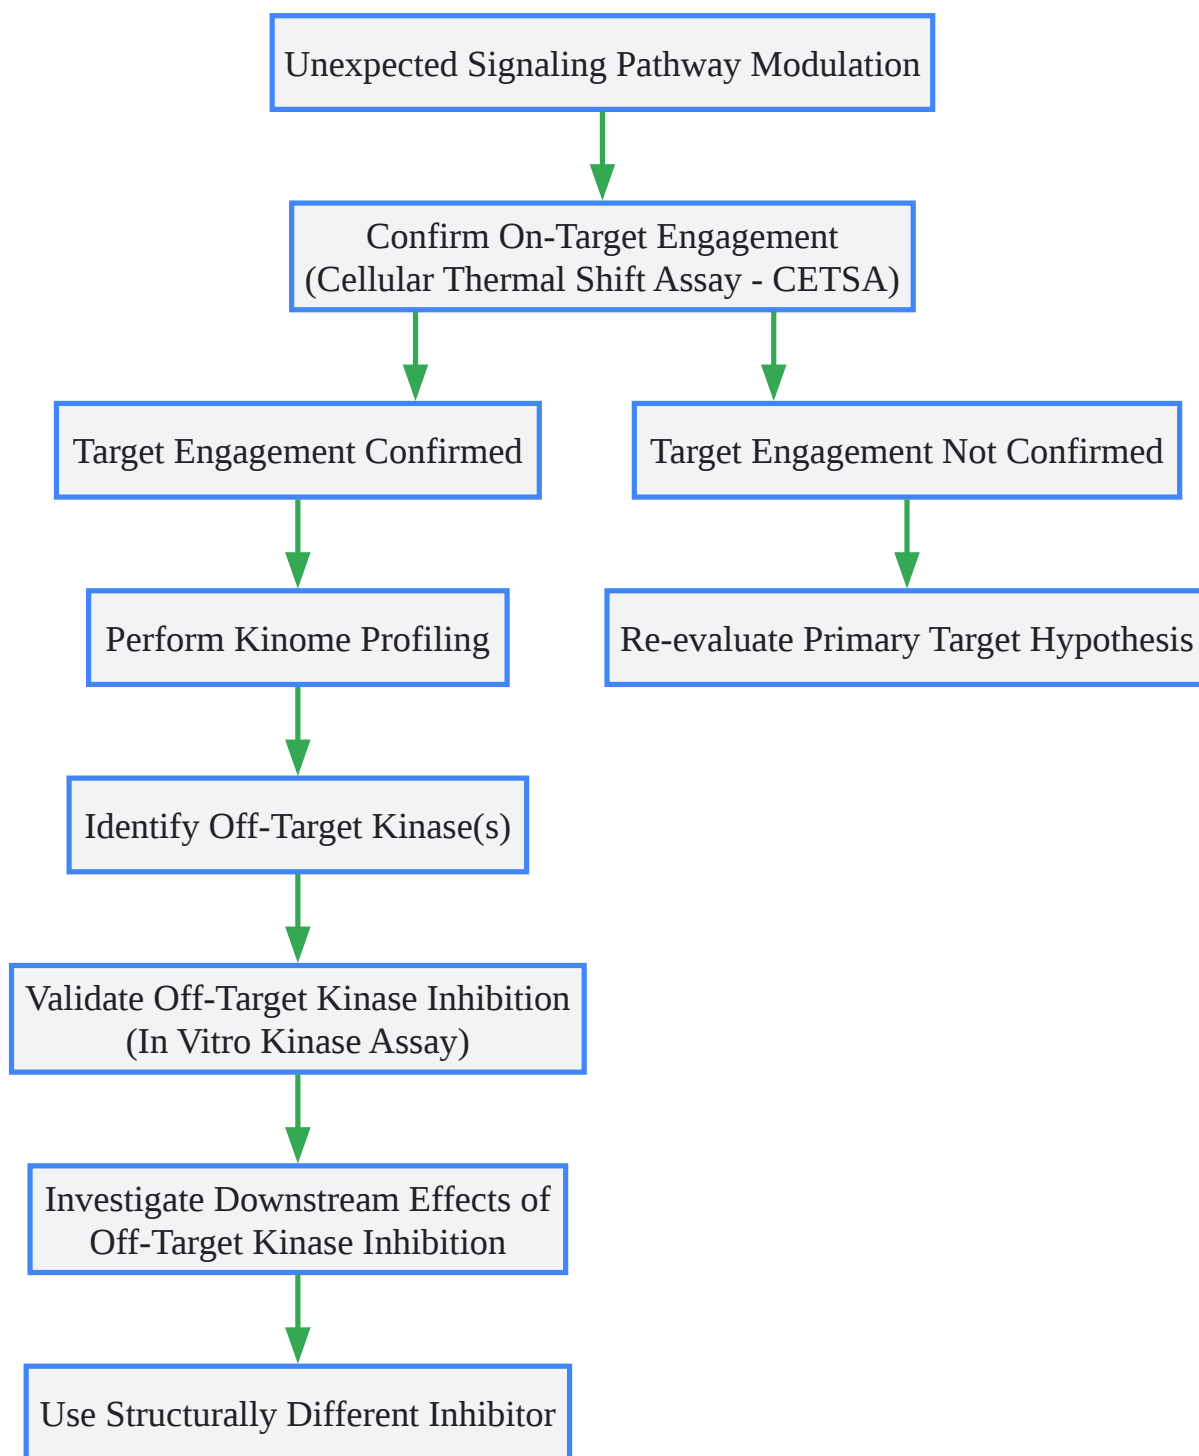 Unexpected Signaling Pathway Modulation
Confirm On-Target Engagement
(Cellular Thermal Shift Assay - CETSA)
Target Engagement Confirmed
Target Engagement Not Confirmed
Perform Kinome Profiling
Re-evaluate Primary Target Hypothesis
Identify Off-Target Kinase(s)
Validate Off-Target Kinase Inhibition
(In Vitro Kinase Assay)
Investigate Downstream Effects of
Off-Target Kinase Inhibition
Use Structurally Different Inhibitor